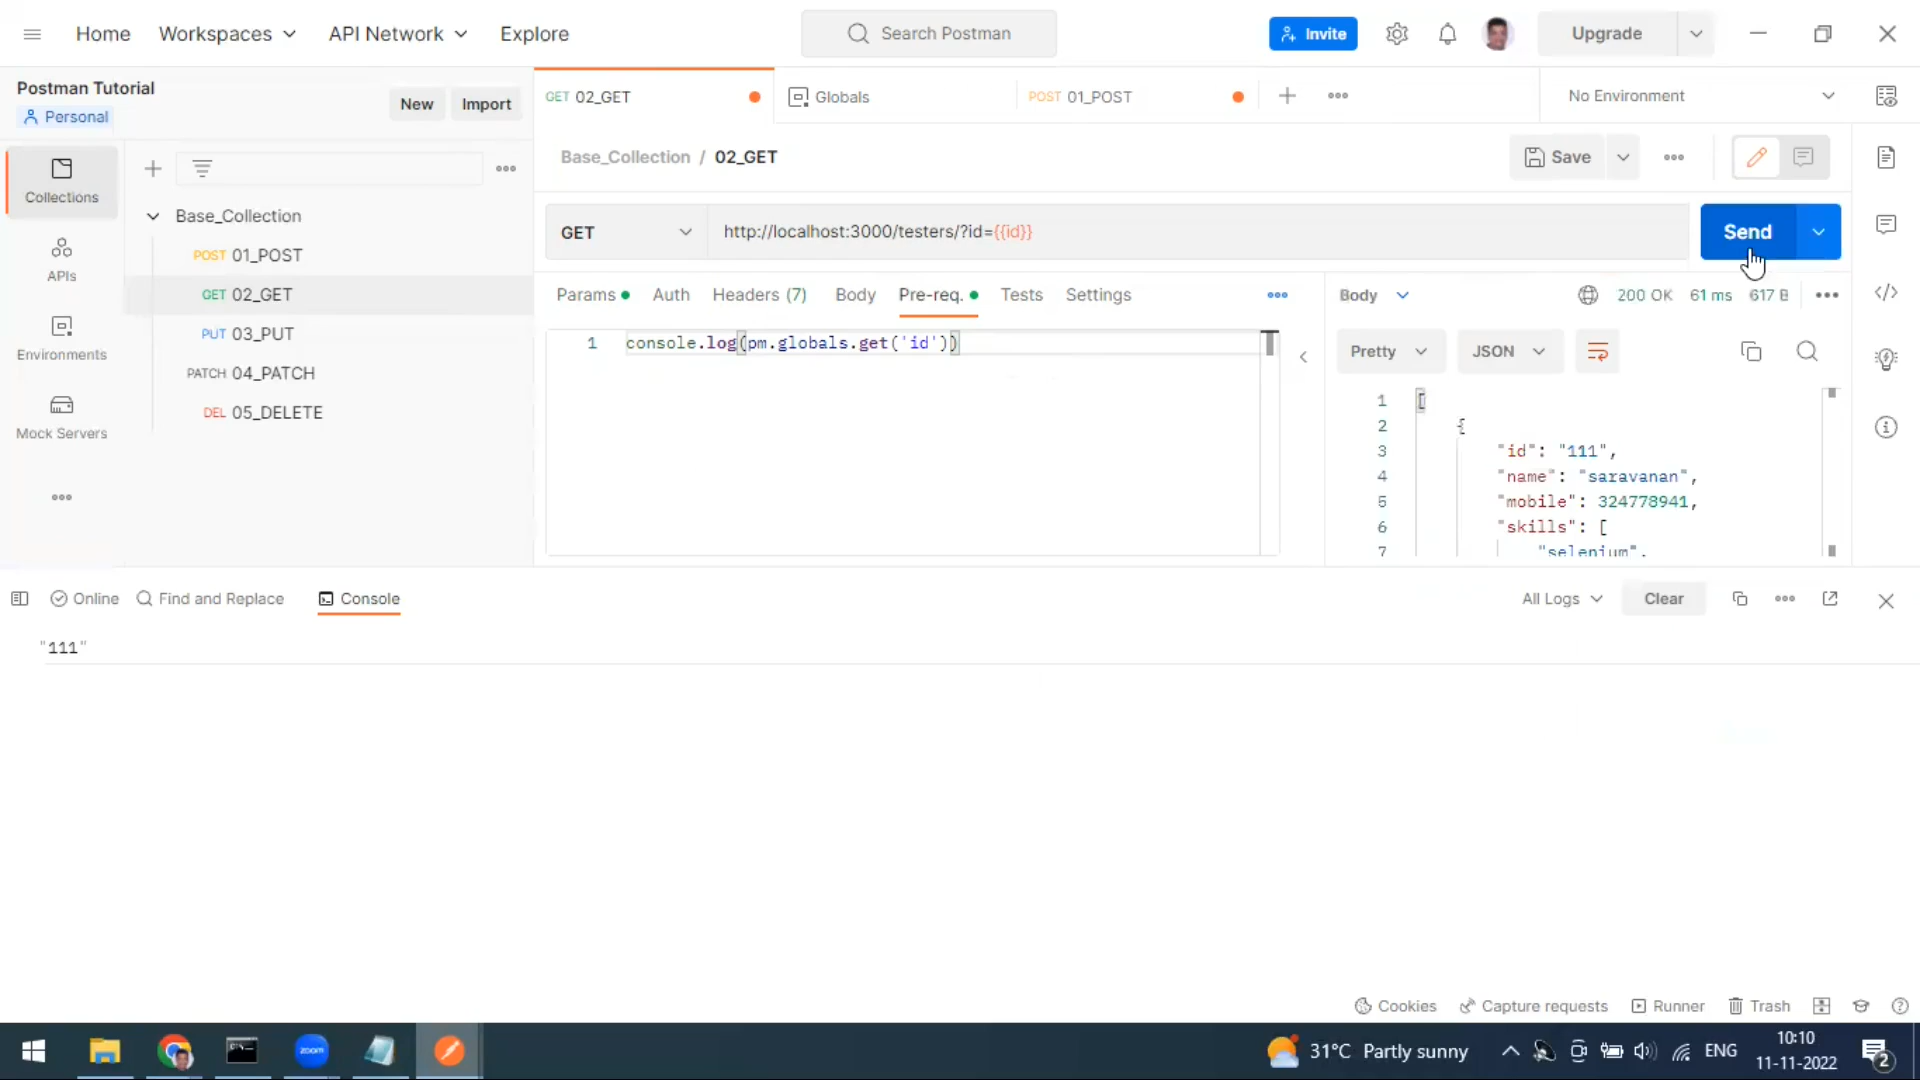 Home
Workspaces
API Network
Explore
Search Postman
Invite
Upgrade
Postman Tutorial
Personal
New
Import
GET 02_GET
Globals
POST 01_POST
No Environment
Base_Collection / 02_GET
Save
Collections
APIs
Environments
Mock Servers
Base_Collection
POST 01_POST
GET 02_GET
PUT 03_PUT
PATCH 04_PATCH
DEL 05_DELETE
GET
http://localhost:3000/testers/?id={{id}}
Send
Params
Auth
Headers (7)
Body
Pre-req.
Tests
Settings
1 console.log(pm.globals.get('id'))
Body
200 OK 61 ms 617 B
Pretty
JSON
1 [
2 {
3 "id": "111",
4 "name": "saravanan",
5 "mobile": 324778941,
6 "skills": [
7 "selenium",
Online
Find and Replace
Console
All Logs
Clear
"111"
Cookies
Capture requests
Runner
Trash
zoom
31°C Partly sunny
ENG
10:10
11-11-2022
2